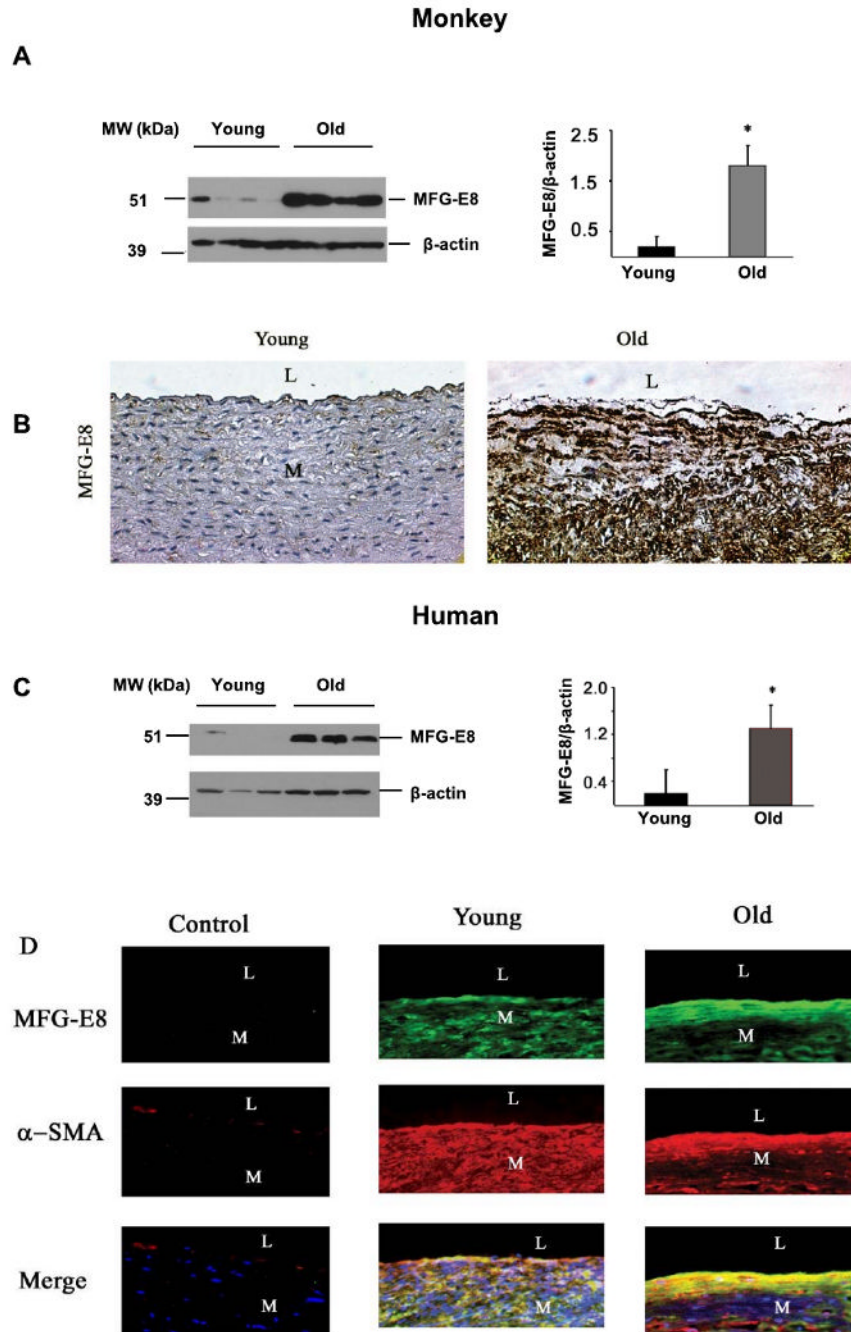 Monkey
A
MW (kDa) Young Old
51 MFG-E8
39 β-actin
MFG-E8/β-actin
2.5
*
1.5
0.5
Young Old
Young Old
B
MFG-E8
L
M
L
I
Human
C
MW (kDa) Young Old
51 MFG-E8
39 β-actin
MFG-E8/β-actin
2.0
*
1.2
0.4
Young Old
D
Control Young Old
MFG-E8
L L L
M M M
α–SMA
L L L
M M M
Merge
L L L
M M M